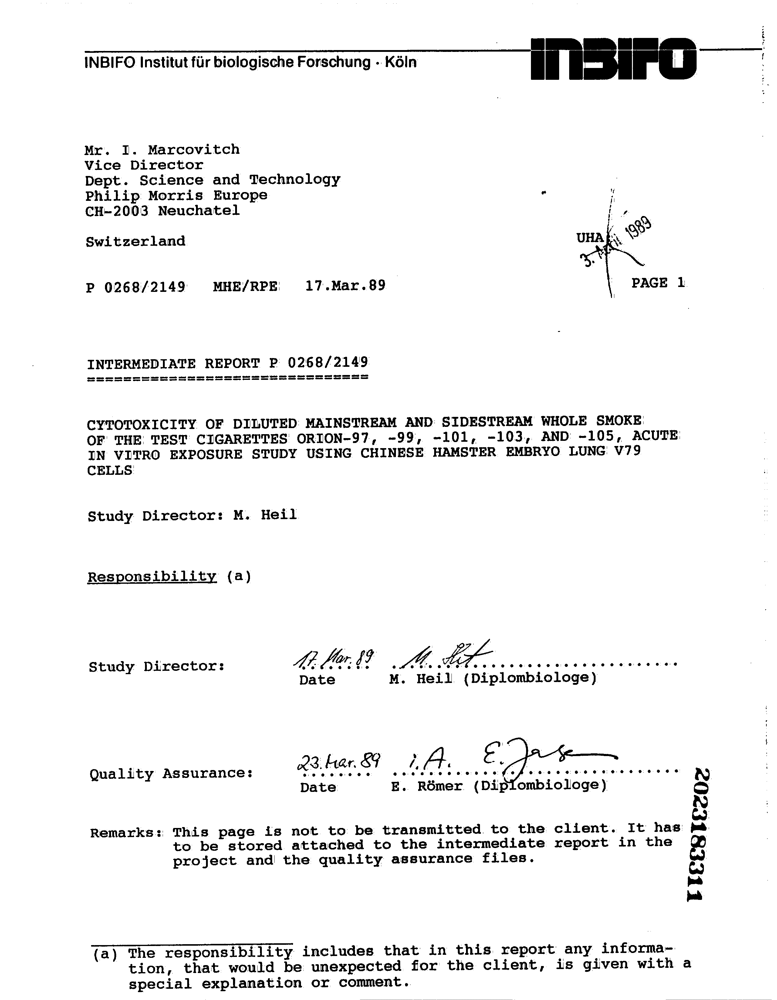 INBIFO Institut für biologische Forschung · Köln
INBIFO
Mr. I. Marcovitch
Vice Director
Dept. Science and Technology
Philip Morris Europe
CH-2003 Neuchatel
Switzerland
UHA
3. April 1989
P 0268/2149 MHE/RPE 17.Mar.89
PAGE 1
INTERMEDIATE REPORT P 0268/2149
===============================
CYTOTOXICITY OF DILUTED MAINSTREAM AND SIDESTREAM WHOLE SMOKE
OF THE TEST CIGARETTES ORION-97, -99, -101, -103, AND -105, ACUTE
IN VITRO EXPOSURE STUDY USING CHINESE HAMSTER EMBRYO LUNG V79
CELLS
Study Director: M. Heil
Responsibility (a)
Study Director: 17. Mar. 89 M. Heil
Date M. Heil (Diplombiologe)
Quality Assurance: 23. Mar. 89 i.A. E.
Date E. Römer (Diplombiologe)
Remarks: This page is not to be transmitted to the client. It has
to be stored attached to the intermediate report in the
project and the quality assurance files.
2023183311
(a) The responsibility includes that in this report any informa-
tion, that would be unexpected for the client, is given with a
special explanation or comment.